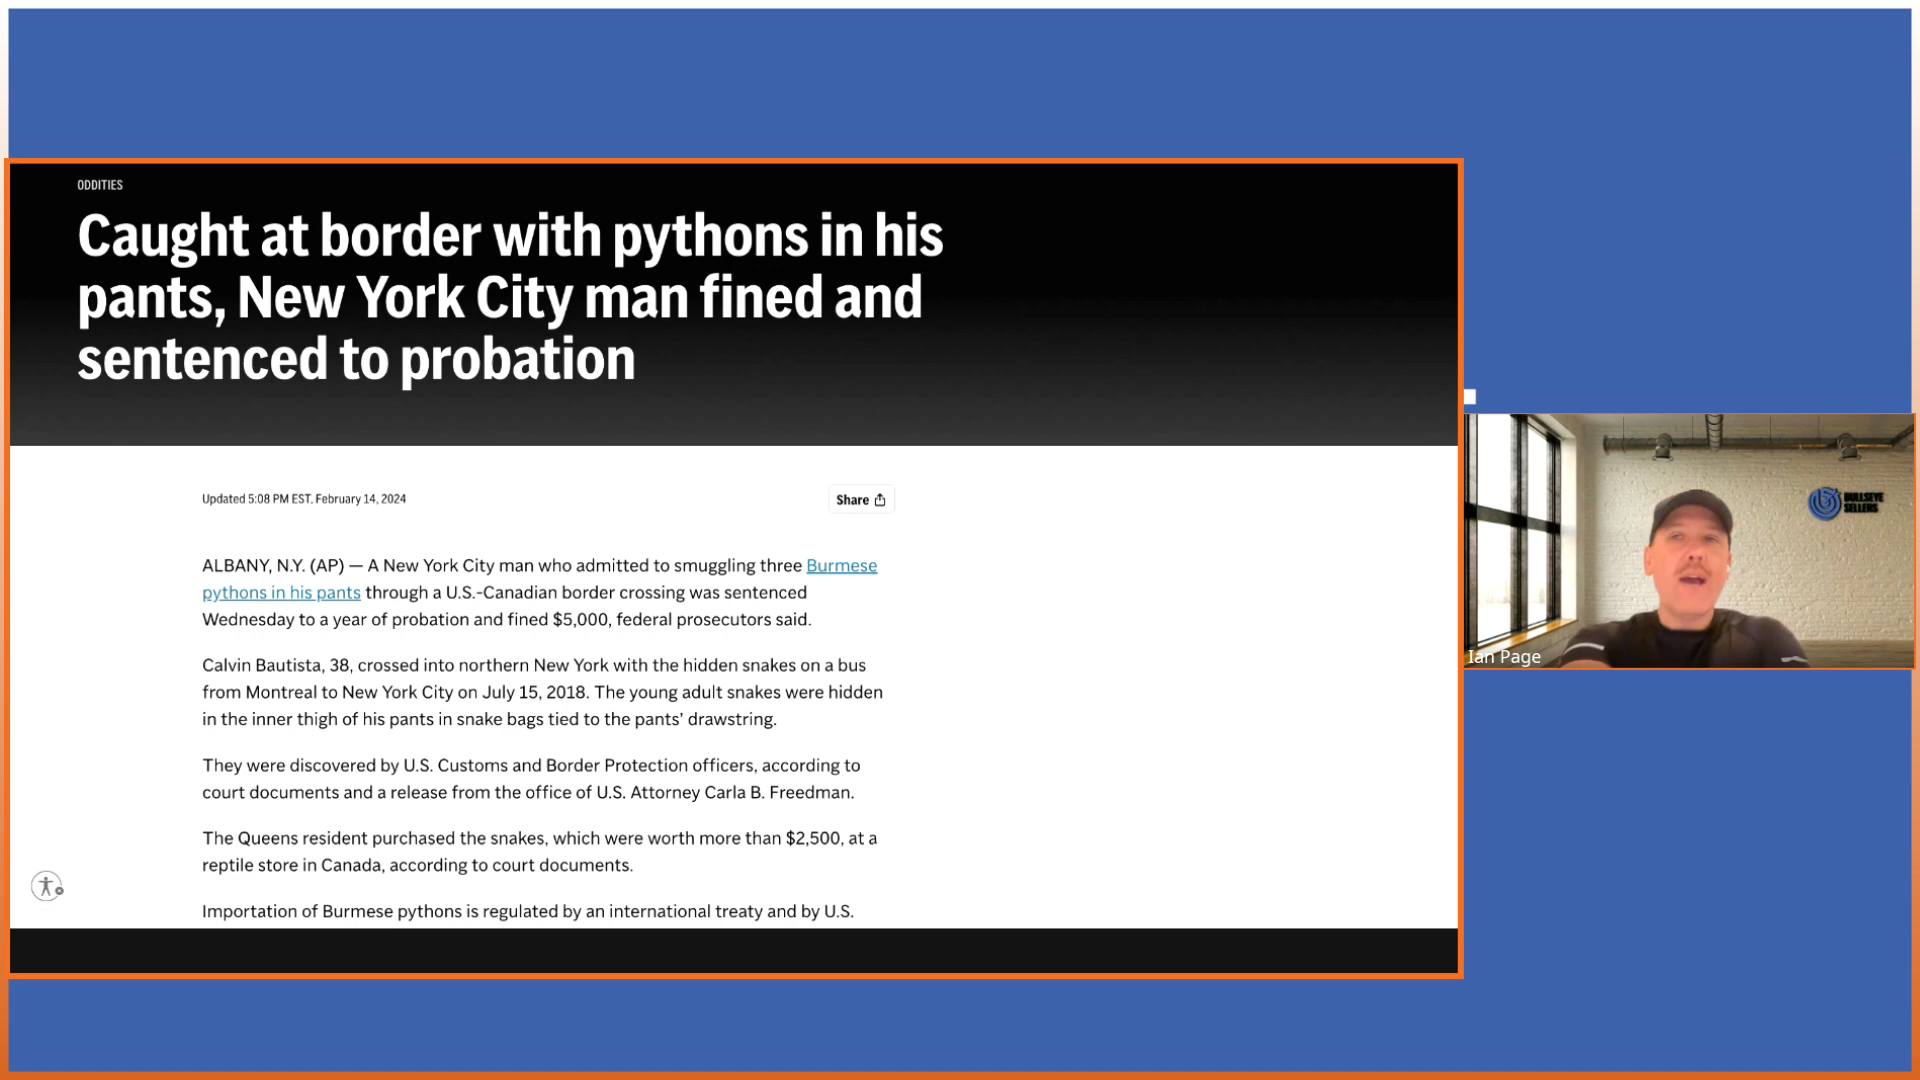 ODDITIES
Caught at border with pythons in his
pants, New York City man fined and
sentenced to probation
Updated 5:08 PM EST, February 14, 2024
Share
ALBANY, N.Y. (AP) — A New York City man who admitted to smuggling three Burmese
pythons in his pants through a U.S.-Canadian border crossing was sentenced
Wednesday to a year of probation and fined $5,000, federal prosecutors said.
Calvin Bautista, 38, crossed into northern New York with the hidden snakes on a bus
from Montreal to New York City on July 15, 2018. The young adult snakes were hidden
in the inner thigh of his pants in snake bags tied to the pants’ drawstring.
They were discovered by U.S. Customs and Border Protection officers, according to
court documents and a release from the office of U.S. Attorney Carla B. Freedman.
The Queens resident purchased the snakes, which were worth more than $2,500, at a
reptile store in Canada, according to court documents.
Importation of Burmese pythons is regulated by an international treaty and by U.S.
BULLSEYE
SELLERS
Ian Page